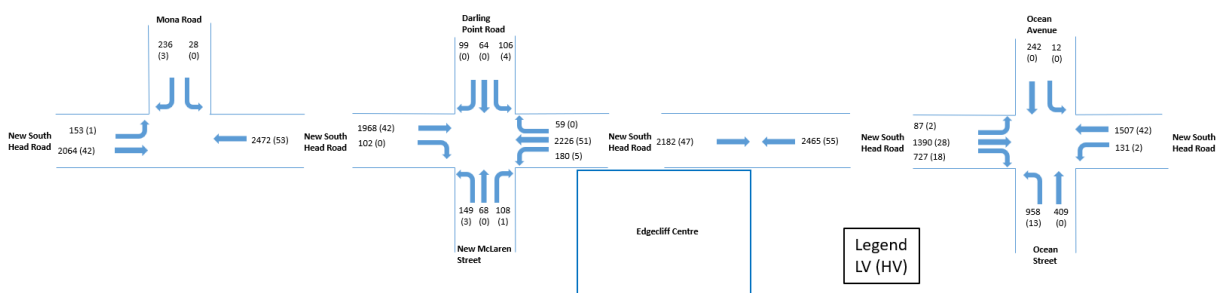 Mona Road
236 28
(3) (0)
153 (1)
New South
Head Road
2064 (42)
2472 (53)
Darling
Point Road
99 64 106
(0) (0) (4)
New South
Head Road
1968 (42)
102 (0)
59 (0)
2226 (51)
180 (5)
New South
Head Road
149 68 108
(3) (0) (1)
New McLaren
Street
2182 (47)
2465 (55)
Edgecliff Centre
Legend
LV (HV)
Ocean
Avenue
242 12
(0) (0)
New South
Head Road
87 (2)
1390 (28)
727 (18)
1507 (42)
131 (2)
New South
Head Road
958 409
(13) (0)
Ocean
Street